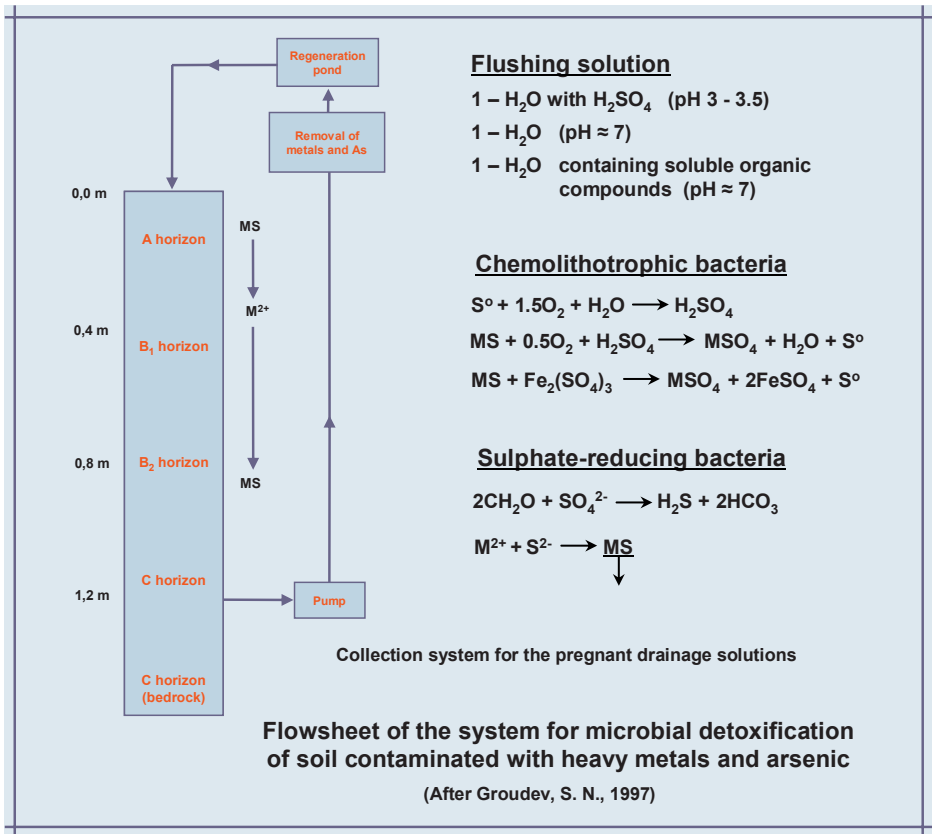 Regeneration
pond
Removal of
metals and As
0,0 m
A horizon
MS
M²⁺
0,4 m
B₁ horizon
0,8 m
B₂ horizon
MS
C horizon
1,2 m
Pump
C horizon
(bedrock)
Flushing solution
1 – H₂O with H₂SO₄ (pH 3 - 3.5)
1 – H₂O (pH ≈ 7)
1 – H₂O containing soluble organic
compounds (pH ≈ 7)
Chemolithotrophic bacteria
Sº + 1.5O₂ + H₂O ⟶ H₂SO₄
MS + 0.5O₂ + H₂SO₄ ⟶ MSO₄ + H₂O + Sº
MS + Fe₂(SO₄)₃ ⟶ MSO₄ + 2FeSO₄ + Sº
Sulphate-reducing bacteria
2CH₂O + SO₄²⁻ ⟶ H₂S + 2HCO₃
M²⁺ + S²⁻ ⟶ MS
Collection system for the pregnant drainage solutions
Flowsheet of the system for microbial detoxification
of soil contaminated with heavy metals and arsenic
(After Groudev, S. N., 1997)